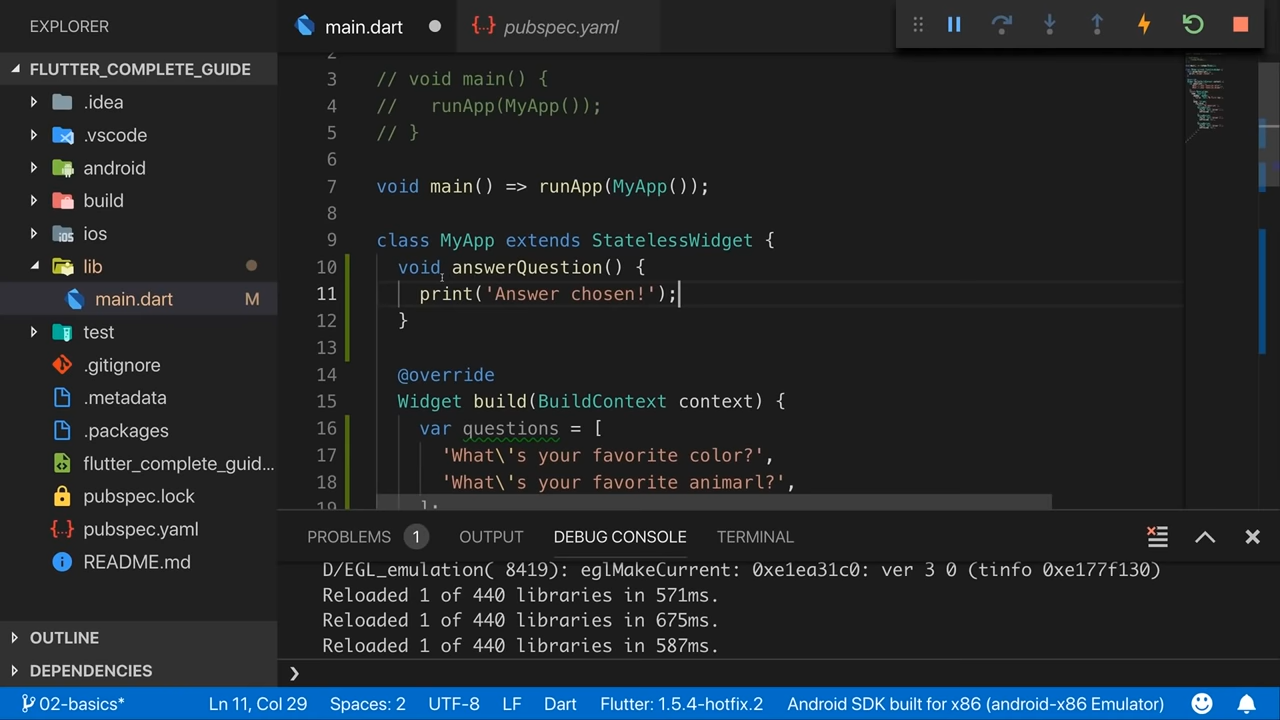 EXPLORER
FLUTTER_COMPLETE_GUIDE
.idea
.vscode
android
build
ios
lib
main.dart M
test
.gitignore
.metadata
.packages
flutter_complete_guid...
pubspec.lock
pubspec.yaml
README.md
OUTLINE
DEPENDENCIES
main.dart
pubspec.yaml
3 // void main() {
4 //   runApp(MyApp());
5 // }
6
7 void main() => runApp(MyApp());
8
9 class MyApp extends StatelessWidget {
10   void answerQuestion() {
11     print('Answer chosen!');
12   }
13
14   @override
15   Widget build(BuildContext context) {
16     var questions = [
17       'What\'s your favorite color?',
18       'What\'s your favorite animarl?',
PROBLEMS 1 OUTPUT DEBUG CONSOLE TERMINAL
D/EGL_emulation( 8419): eglMakeCurrent: 0xe1ea31c0: ver 3 0 (tinfo 0xe177f130)
Reloaded 1 of 440 libraries in 571ms.
Reloaded 1 of 440 libraries in 675ms.
Reloaded 1 of 440 libraries in 587ms.
02-basics* Ln 11, Col 29 Spaces: 2 UTF-8 LF Dart Flutter: 1.5.4-hotfix.2 Android SDK built for x86 (android-x86 Emulator)